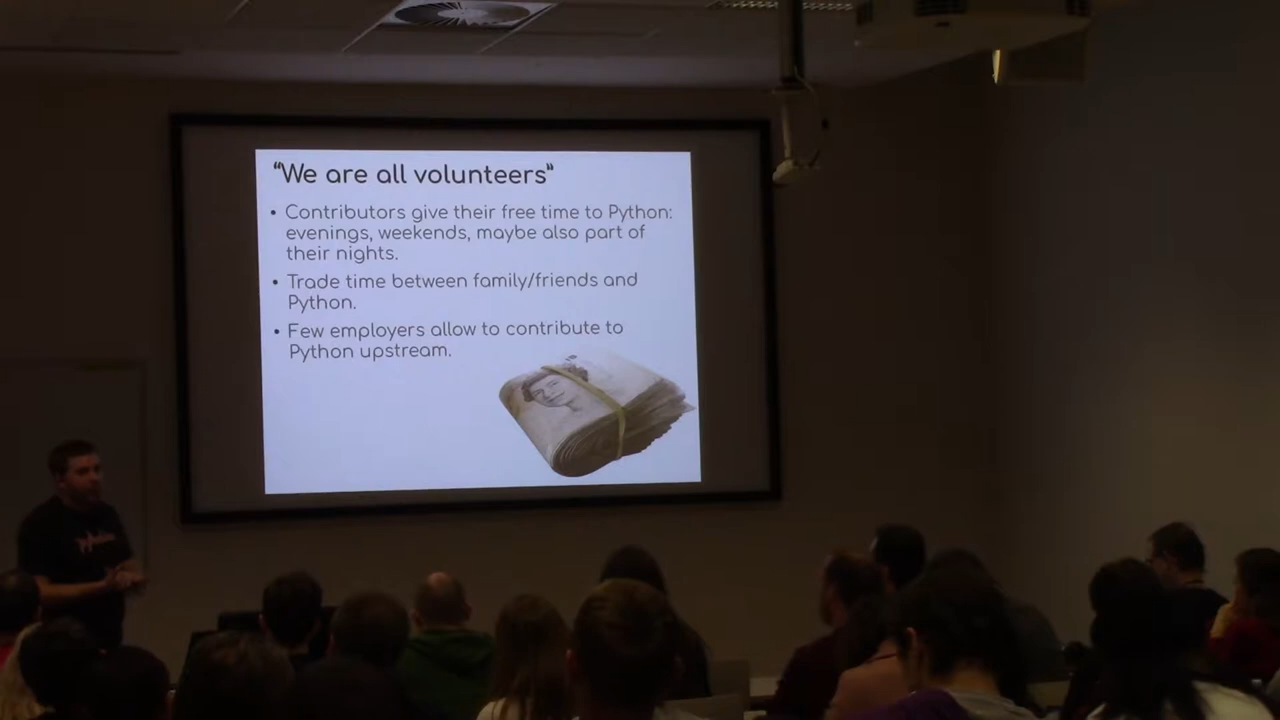 “We are all volunteers”
• Contributors give their free time to Python:
evenings, weekends, maybe also part of
their nights.
• Trade time between family/friends and
Python.
• Few employers allow to contribute to
Python upstream.